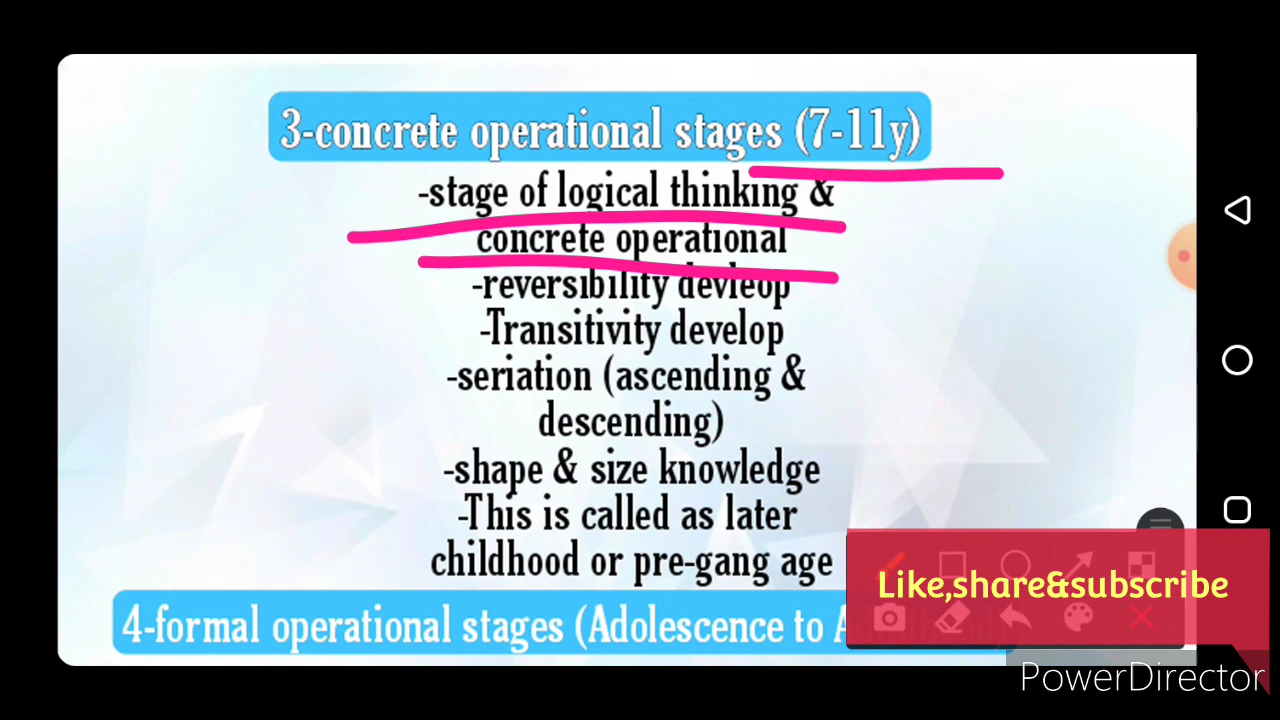 3-concrete operational stages (7-11y)
-stage of logical thinking &
concrete operational
-reversibility devleop
-Transitivity develop
-seriation (ascending &
descending)
-shape & size knowledge
-This is called as later
childhood or pre-gang age
4-formal operational stages (Adolescence to
Like,share&subscribe
PowerDirector